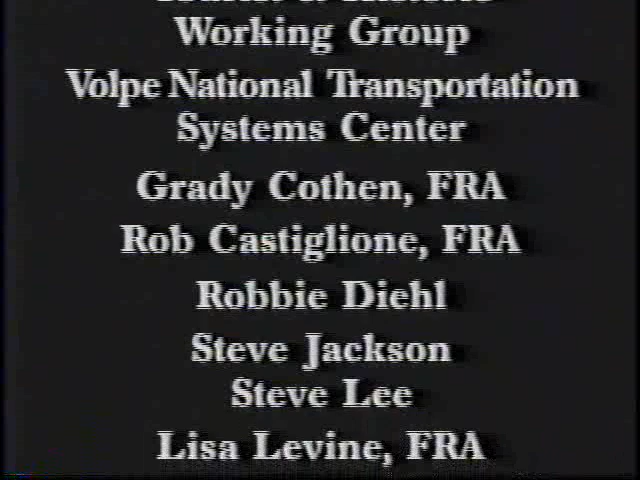 Working Group
Volpe National Transportation
Systems Center
Grady Cothen, FRA
Rob Castiglione, FRA
Robbie Diehl
Steve Jackson
Steve Lee
Lisa Levine, FRA